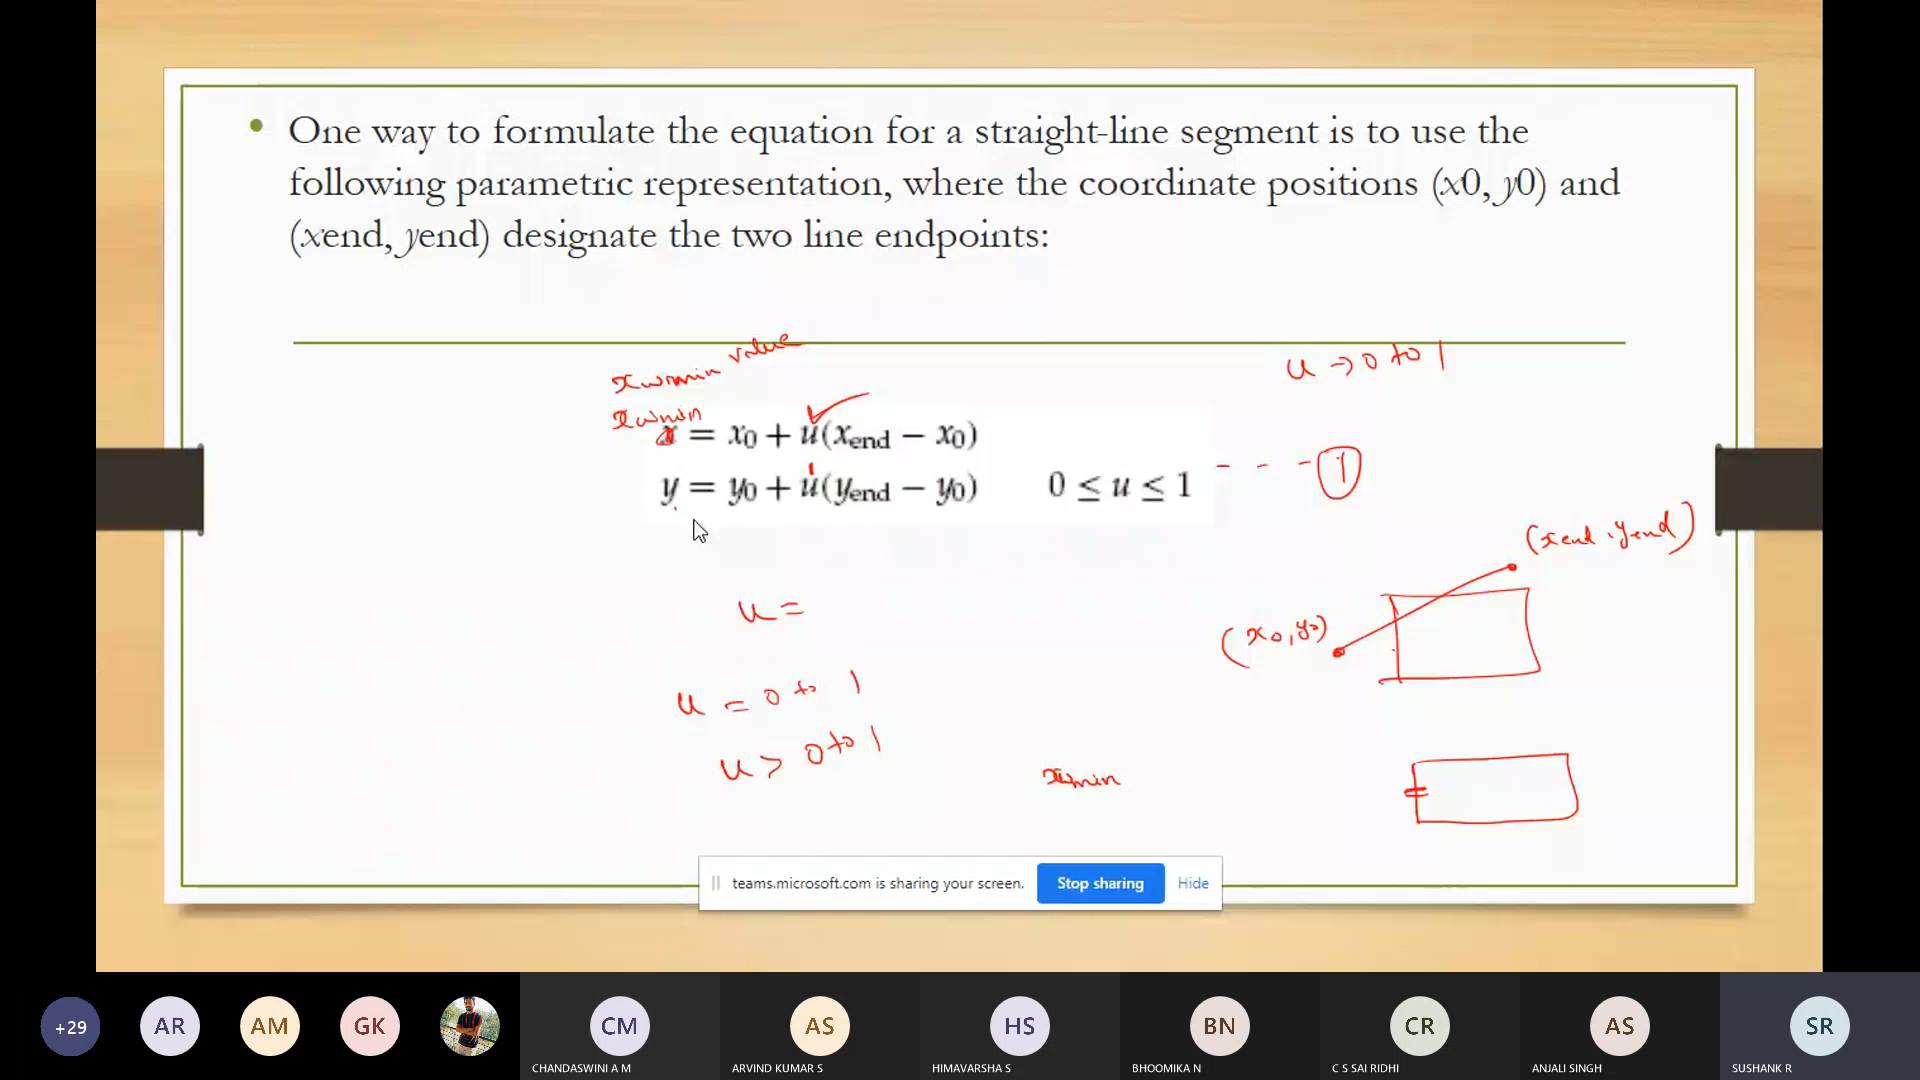 • One way to formulate the equation for a straight-line segment is to use the
following parametric representation, where the coordinate positions (x0, y0) and
(xend, yend) designate the two line endpoints:
value
xwmin
u → 0 to 1
xwmin
x = x₀ + u(x_end − x₀)
y = y₀ + u(y_end − y₀) 0 ≤ u ≤ 1 - - - 1
(xend, yend)
u =
(x₀, y₀)
u = 0 to 1
u > 0 to 1
xwmin
teams.microsoft.com is sharing your screen. Stop sharing Hide
+29 AR AM GK CM AS HS BN CR AS SR
CHANDASWINI A M ARVIND KUMAR S HIMAVARSHA S BHOOMIKA N C S SAI RIDHI ANJALI SINGH SUSHANK R